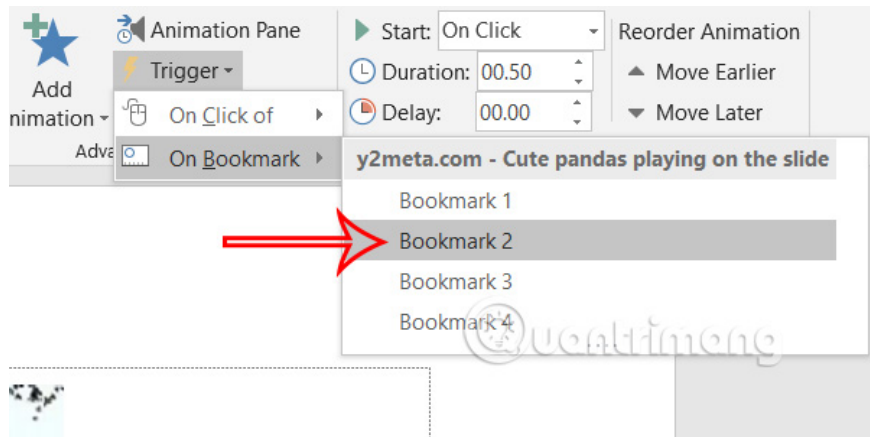 Animation Pane
Trigger
Add
nimation
Adva
On Click of
On Bookmark
Start: On Click
Duration: 00.50
Delay: 00.00
Reorder Animation
Move Earlier
Move Later
y2meta.com - Cute pandas playing on the slide
Bookmark 1
Bookmark 2
Bookmark 3
Bookmark 4
Quantrimang